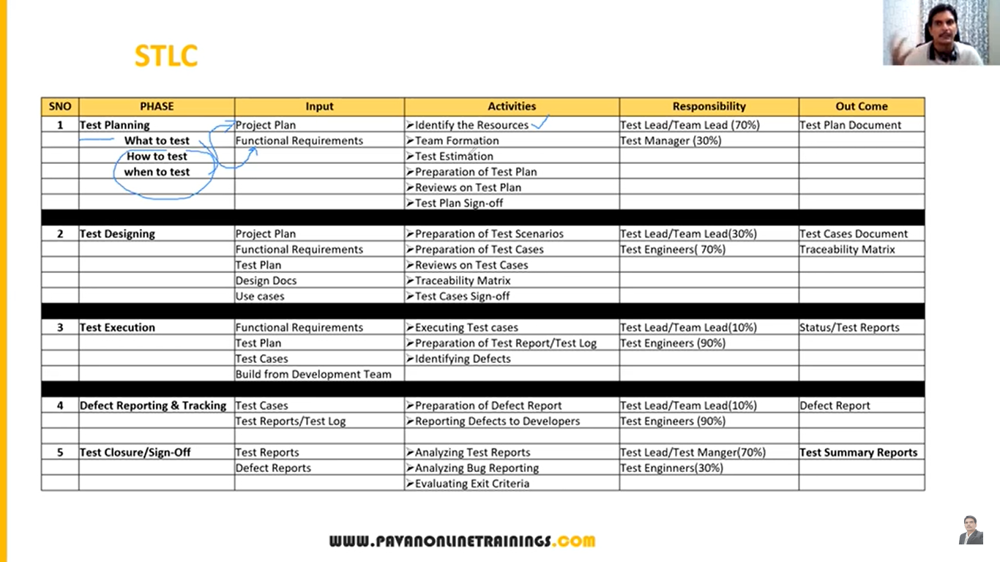 STLC
SNO PHASE Input Activities Responsibility Out Come
1 Test Planning Project Plan ➢Identify the Resources Test Lead/Team Lead (70%) Test Plan Document
What to test Functional Requirements ➢Team Formation Test Manager (30%)
How to test ➢Test Estimation
when to test ➢Preparation of Test Plan
➢Reviews on Test Plan
➢Test Plan Sign-off
2 Test Designing Project Plan ➢Preparation of Test Scenarios Test Lead/Team Lead(30%) Test Cases Document
Functional Requirements ➢Preparation of Test Cases Test Engineers( 70%) Traceability Matrix
Test Plan ➢Reviews on Test Cases
Design Docs ➢Traceability Matrix
Use cases ➢Test Cases Sign-off
3 Test Execution Functional Requirements ➢Executing Test cases Test Lead/Team Lead(10%) Status/Test Reports
Test Plan ➢Preparation of Test Report/Test Log Test Engineers (90%)
Test Cases ➢Identifying Defects
Build from Development Team
4 Defect Reporting & Tracking Test Cases ➢Preparation of Defect Report Test Lead/Team Lead(10%) Defect Report
Test Reports/Test Log ➢Reporting Defects to Developers Test Engineers (90%)
5 Test Closure/Sign-Off Test Reports ➢Analyzing Test Reports Test Lead/Test Manger(70%) Test Summary Reports
Defect Reports ➢Analyzing Bug Reporting Test Enginners(30%)
➢Evaluating Exit Criteria
WWW.PAVANONLINETRAININGS.COM